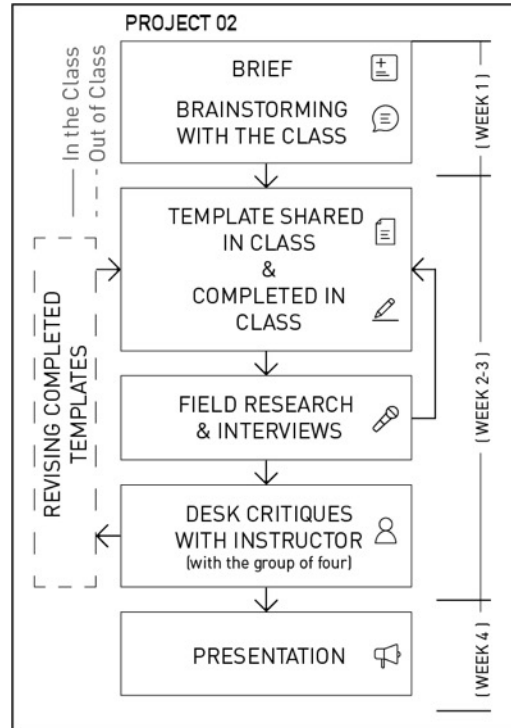 PROJECT 02
In the Class
Out of Class
BRIEF
BRAINSTORMING
WITH THE CLASS
(WEEK 1)
TEMPLATE SHARED
IN CLASS
&
COMPLETED IN
CLASS
REVISING COMPLETED
TEMPLATES
FIELD RESEARCH
& INTERVIEWS
(WEEK 2-3)
DESK CRITIQUES
WITH INSTRUCTOR
(with the group of four)
PRESENTATION
(WEEK 4)